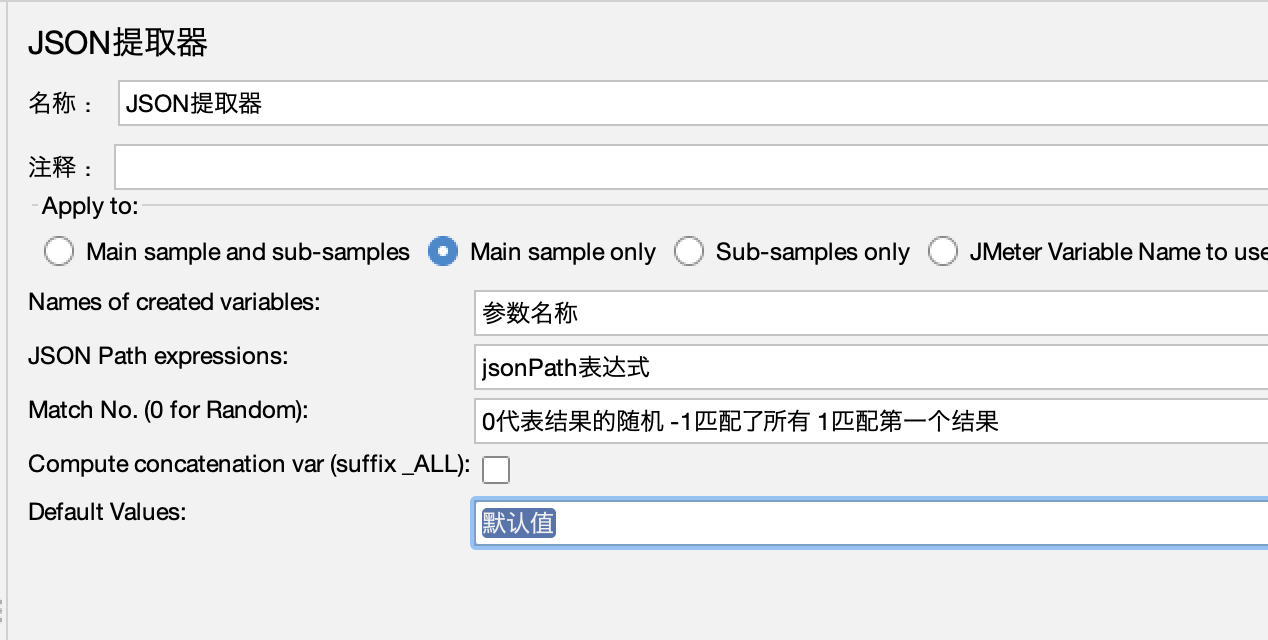 JSON提取器
名称： JSON提取器
注释：
Apply to:
Main sample and sub-samples Main sample only Sub-samples only JMeter Variable Name to use
Names of created variables: 参数名称
JSON Path expressions: jsonPath表达式
Match No. (0 for Random): 0代表结果的随机 -1匹配了所有 1匹配第一个结果
Compute concatenation var (suffix _ALL):
Default Values: 默认值